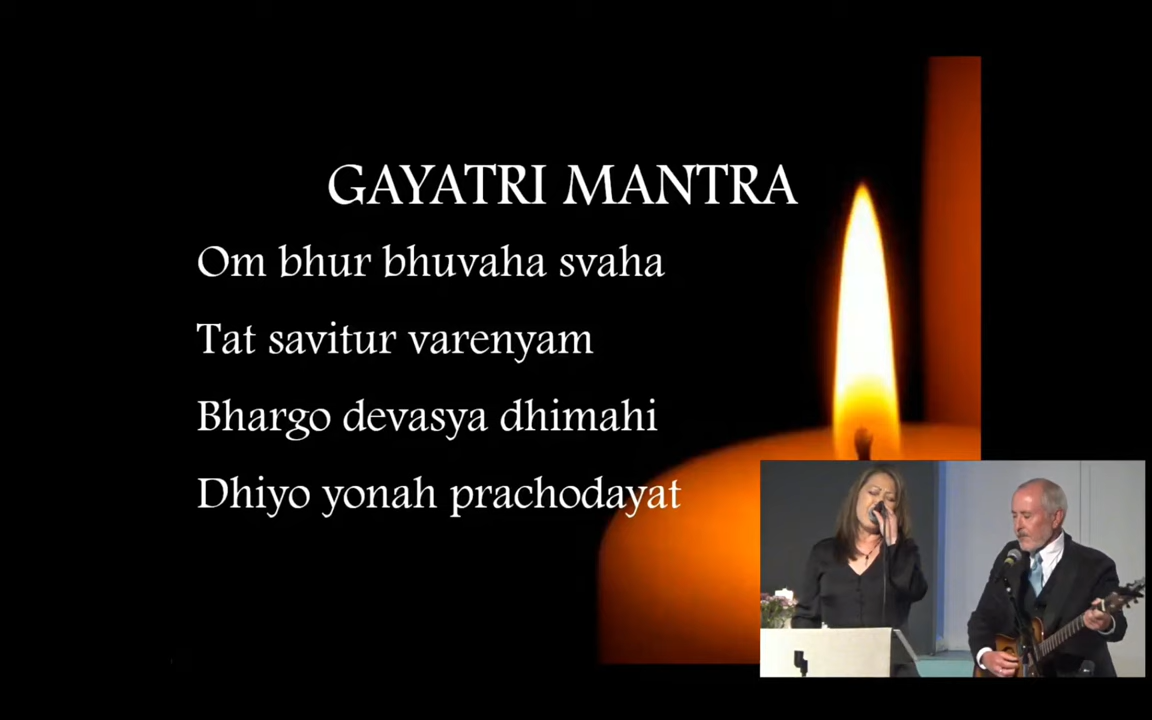 GAYATRI MANTRA
Om bhur bhuvaha svaha
Tat savitur varenyam
Bhargo devasya dhimahi
Dhiyo yonah prachodayat